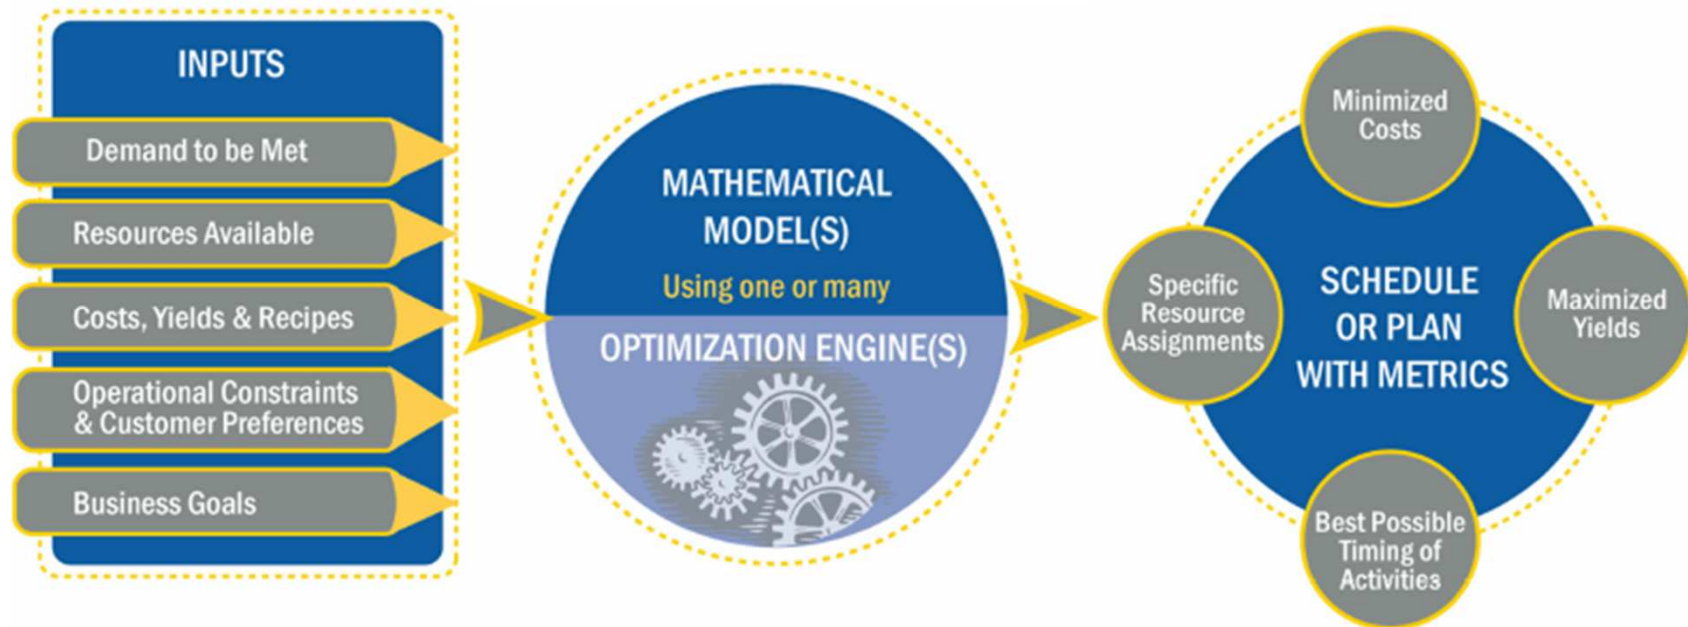 INPUTS
Demand to be Met
Resources Available
Costs, Yields & Recipes
Operational Constraints
& Customer Preferences
Business Goals
MATHEMATICAL
MODEL(S)
Using one or many
OPTIMIZATION ENGINE(S)
Minimized
Costs
Specific
Resource
Assignments
SCHEDULE
OR PLAN
WITH METRICS
Maximized
Yields
Best Possible
Timing of
Activities